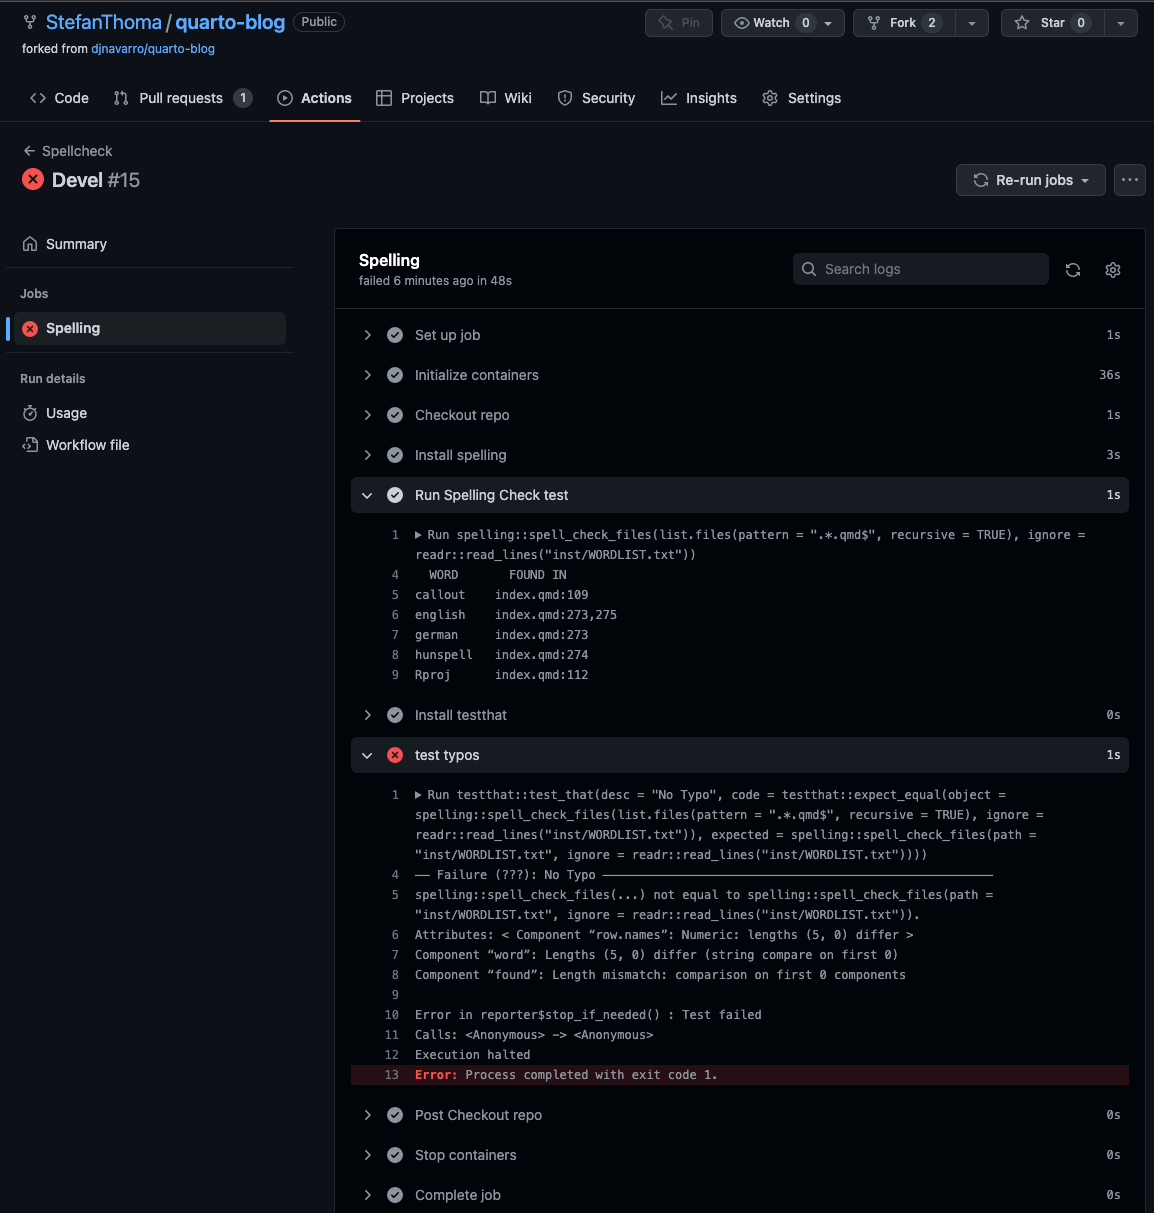 StefanThoma / quarto-blog Public
Pin Watch 0 Fork 2 Star 0
forked from djnavarro/quarto-blog
Code Pull requests 1 Actions Projects Wiki Security Insights Settings
← Spellcheck
Devel #15
Re-run jobs ...
Summary
Jobs
Spelling
Run details
Usage
Workflow file
Spelling
failed 6 minutes ago in 48s
Search logs
Set up job 1s
Initialize containers 36s
Checkout repo 1s
Install spelling 3s
Run Spelling Check test 1s
1 ▶ Run spelling::spell_check_files(list.files(pattern = ".*.qmd$", recursive = TRUE), ignore =
readr::read_lines("inst/WORDLIST.txt"))
4 WORD FOUND IN
5 callout index.qmd:109
6 english index.qmd:273,275
7 german index.qmd:273
8 hunspell index.qmd:274
9 Rproj index.qmd:112
Install testthat 0s
test typos 1s
1 ▶ Run testthat::test_that(desc = "No Typo", code = testthat::expect_equal(object =
spelling::spell_check_files(list.files(pattern = ".*.qmd$", recursive = TRUE), ignore =
readr::read_lines("inst/WORDLIST.txt")), expected = spelling::spell_check_files(path =
"inst/WORDLIST.txt", ignore = readr::read_lines("inst/WORDLIST.txt"))))
4 ── Failure (???): No Typo ──────────────────────────────────────────────────────
5 spelling::spell_check_files(...) not equal to spelling::spell_check_files(path =
"inst/WORDLIST.txt", ignore = readr::read_lines("inst/WORDLIST.txt")).
6 Attributes: < Component “row.names”: Numeric: lengths (5, 0) differ >
7 Component “word”: Lengths (5, 0) differ (string compare on first 0)
8 Component “found”: Length mismatch: comparison on first 0 components
9
10 Error in reporter$stop_if_needed() : Test failed
11 Calls: <Anonymous> -> <Anonymous>
12 Execution halted
13 Error: Process completed with exit code 1.
Post Checkout repo 0s
Stop containers 0s
Complete job 0s